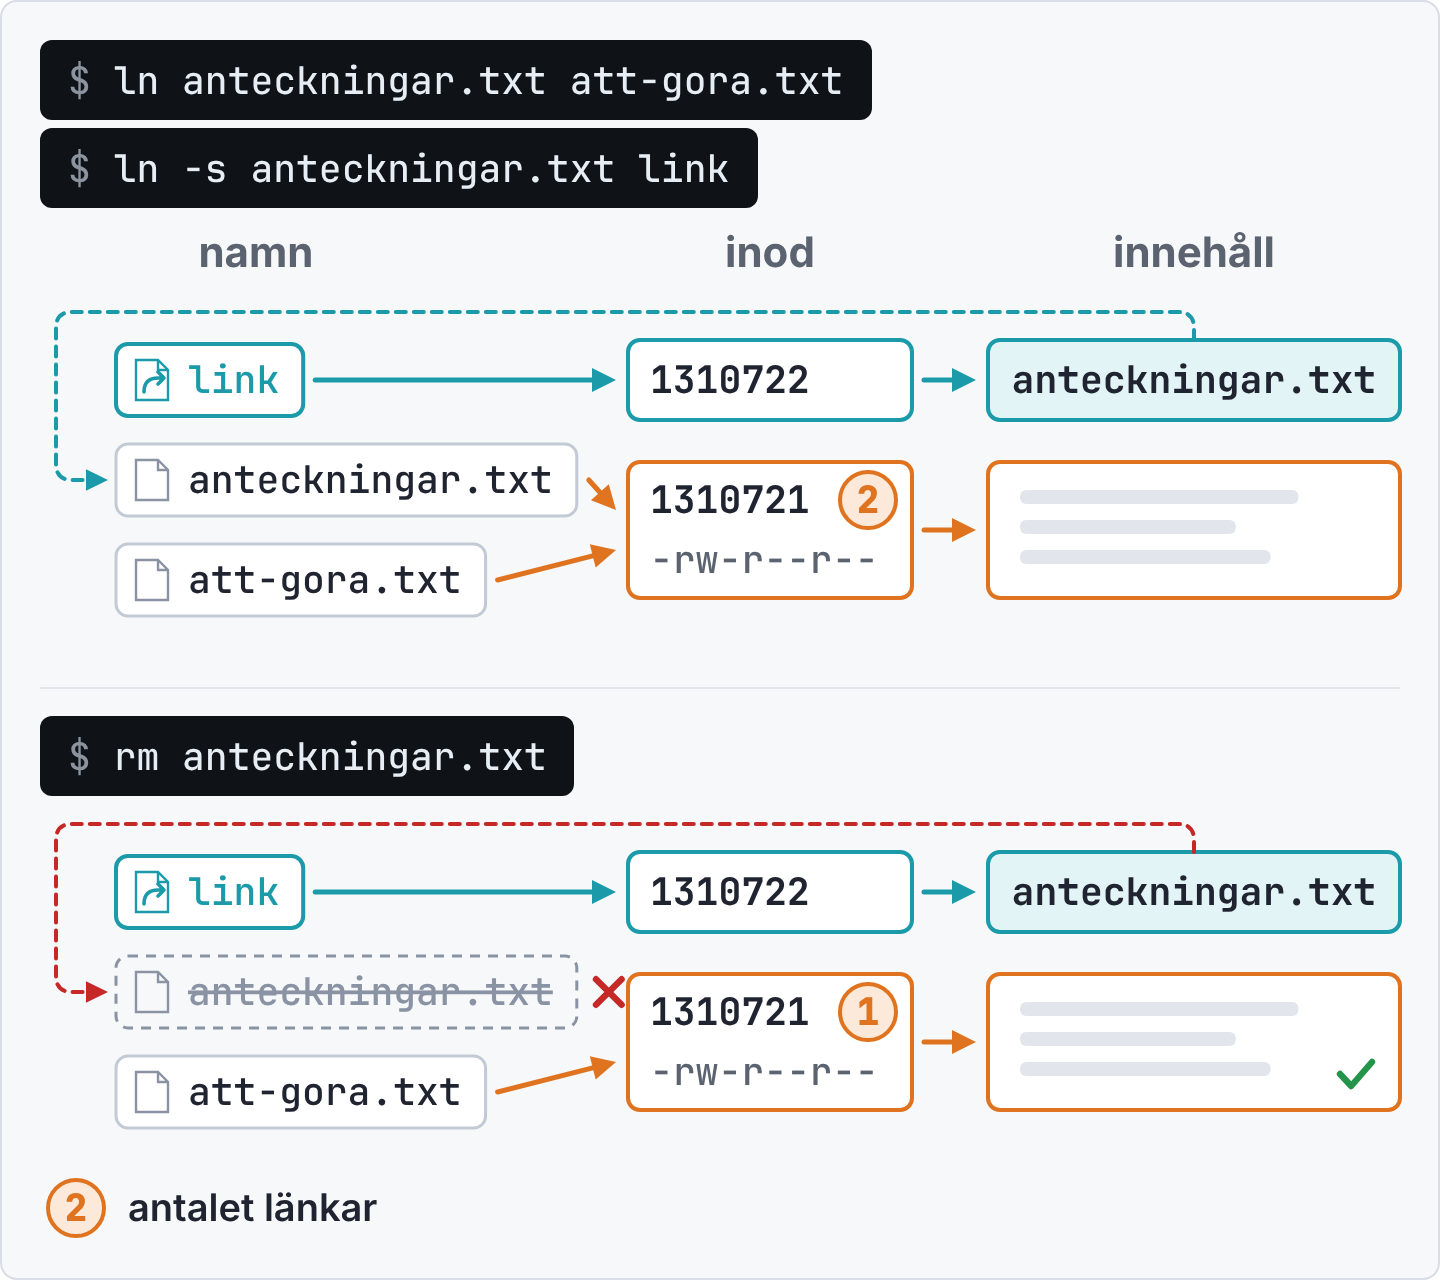 $ ln anteckningar.txt att-gora.txt
$ ln -s anteckningar.txt link
namn inod innehåll
link 1310722 anteckningar.txt
anteckningar.txt 1310721 2
-rw-r--r--
att-gora.txt
$ rm anteckningar.txt
link 1310722 anteckningar.txt
anteckningar.txt 1310721 1
-rw-r--r--
att-gora.txt
2 antalet länkar